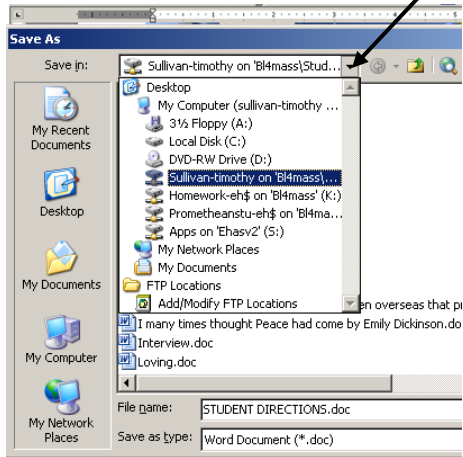 Save As
Save in:
Sullivan-timothy on 'Bl4mass\Stud...
Desktop
My Computer (sullivan-timothy ...
3½ Floppy (A:)
Local Disk (C:)
DVD-RW Drive (D:)
Sullivan-timothy on 'Bl4mass\...
Homework-eh$ on 'Bl4mass' (K:)
Prometheanstu-eh$ on 'Bl4ma...
Apps on 'Ehasv2' (S:)
My Network Places
My Documents
FTP Locations
Add/Modify FTP Locations
My Recent
Documents
Desktop
My Documents
My Computer
My Network
Places
en overseas that pr
I many times thought Peace had come by Emily Dickinson.do
Interview.doc
Loving.doc
File name:
STUDENT DIRECTIONS.doc
Save as type:
Word Document (*.doc)